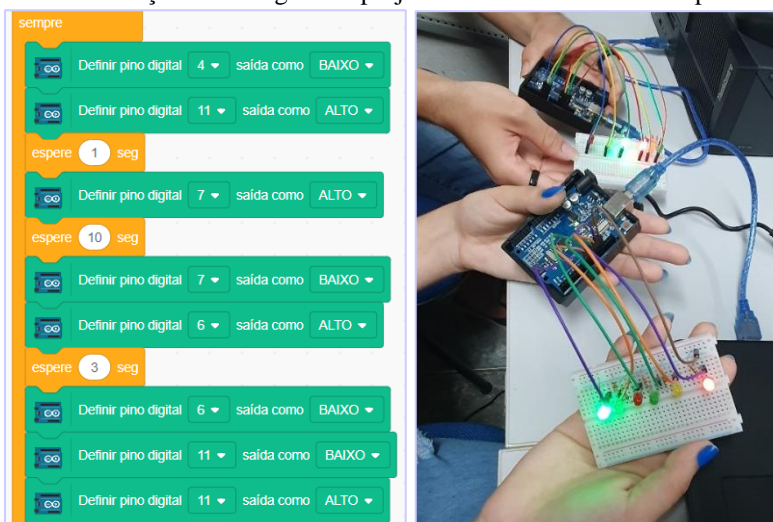 sempre
Definir pino digital 4 saída como BAIXO
Definir pino digital 11 saída como ALTO
espere 1 seg
Definir pino digital 7 saída como ALTO
espere 10 seg
Definir pino digital 7 saída como BAIXO
Definir pino digital 6 saída como ALTO
espere 3 seg
Definir pino digital 6 saída como BAIXO
Definir pino digital 11 saída como BAIXO
Definir pino digital 11 saída como ALTO